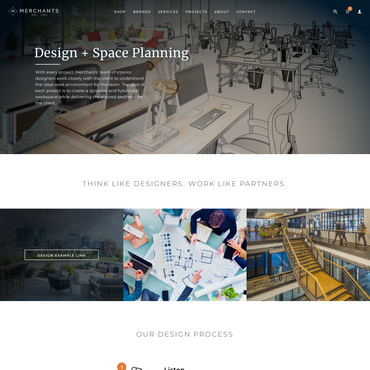 MERCHANTS
SHOP BRANDS SERVICES PROJECTS ABOUT CONTACT
Design + Space Planning
With every project, Merchants' team of interior
designers work closely with the client to understand
the ideal work environment for the team. The goal of
each project is to create a dynamic and functional
workspace while delivering the desired aesthetic for
the client.
THINK LIKE DESIGNERS. WORK LIKE PARTNERS.
DESIGN EXAMPLE LINK
OUR DESIGN PROCESS
1
Listen